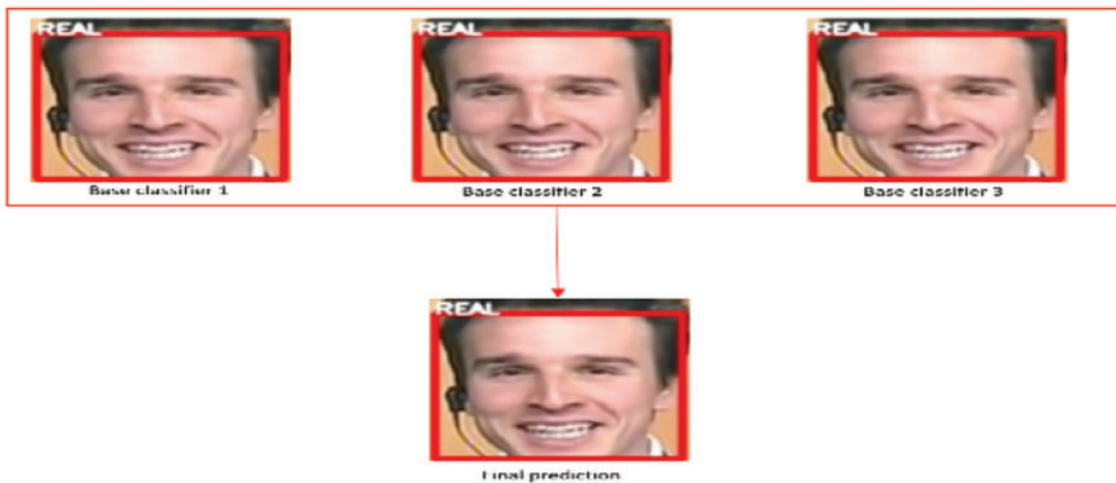 REAL REAL REAL
Base classifier 1 Base classifier 2 Base classifier 3
REAL
Final prediction